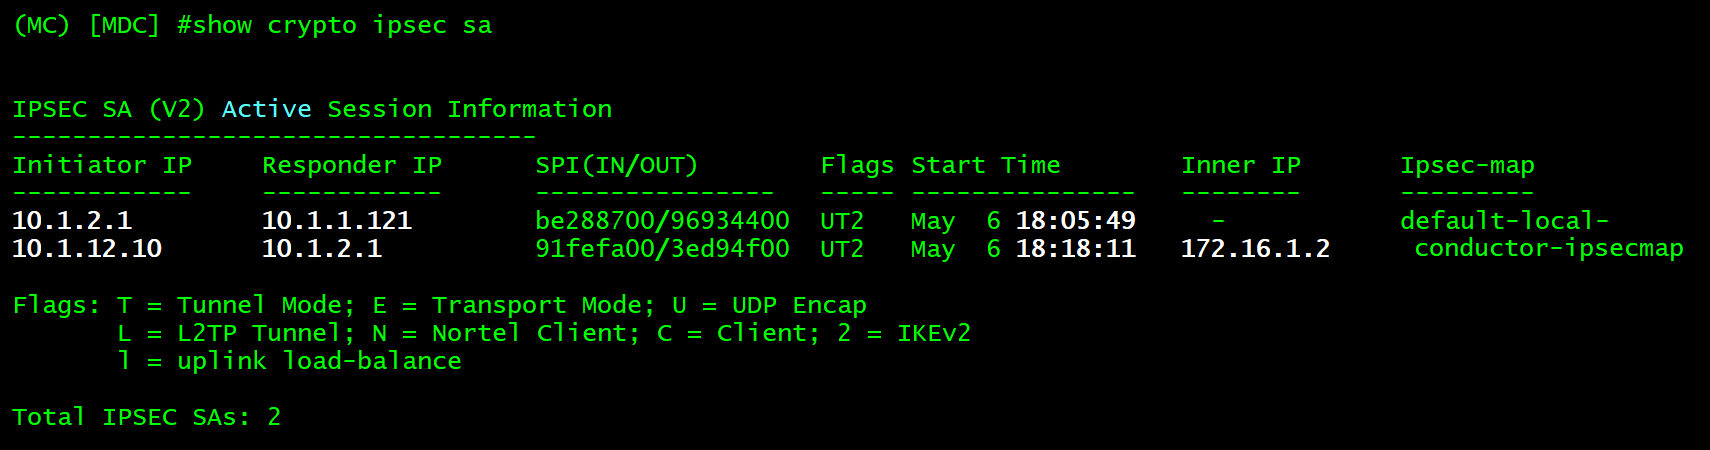 (MC) [MDC] #show crypto ipsec sa
IPSEC SA (V2) Active Session Information
-----------------------------------
Initiator IP     Responder IP      SPI(IN/OUT)        Flags Start Time        Inner IP      Ipsec-map
------------     ------------      ----------------   ----- ---------------   --------      ---------
10.1.2.1         10.1.1.121        be288700/96934400  UT2   May  6 18:05:49     -           default-local-
10.1.12.10       10.1.2.1          91fefa00/3ed94f00  UT2   May  6 18:18:11   172.16.1.2     conductor-ipsecmap
Flags: T = Tunnel Mode; E = Transport Mode; U = UDP Encap
       L = L2TP Tunnel; N = Nortel Client; C = Client; 2 = IKEv2
       l = uplink load-balance
Total IPSEC SAs: 2